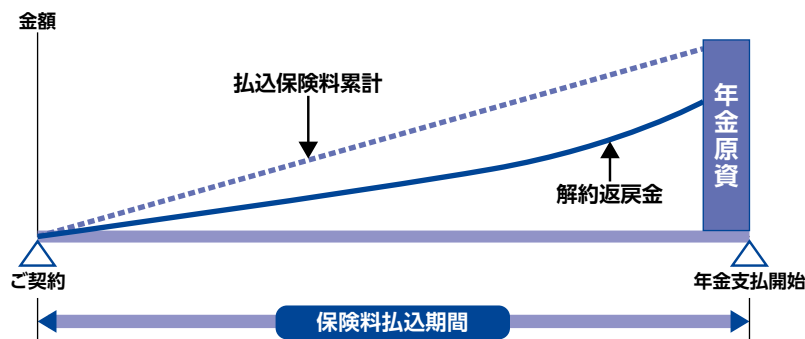 金額
払込保険料累計
年金原資
解約返戻金
ご契約
年金支払開始
保険料払込期間